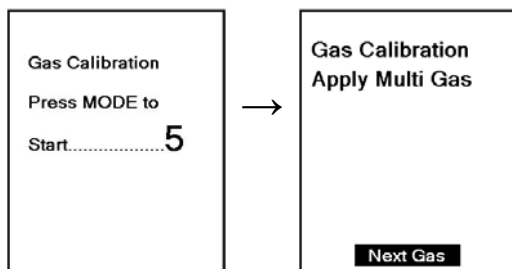 Gas Calibration
Press MODE to
Start...................5
Gas Calibration
Apply Multi Gas
Next Gas